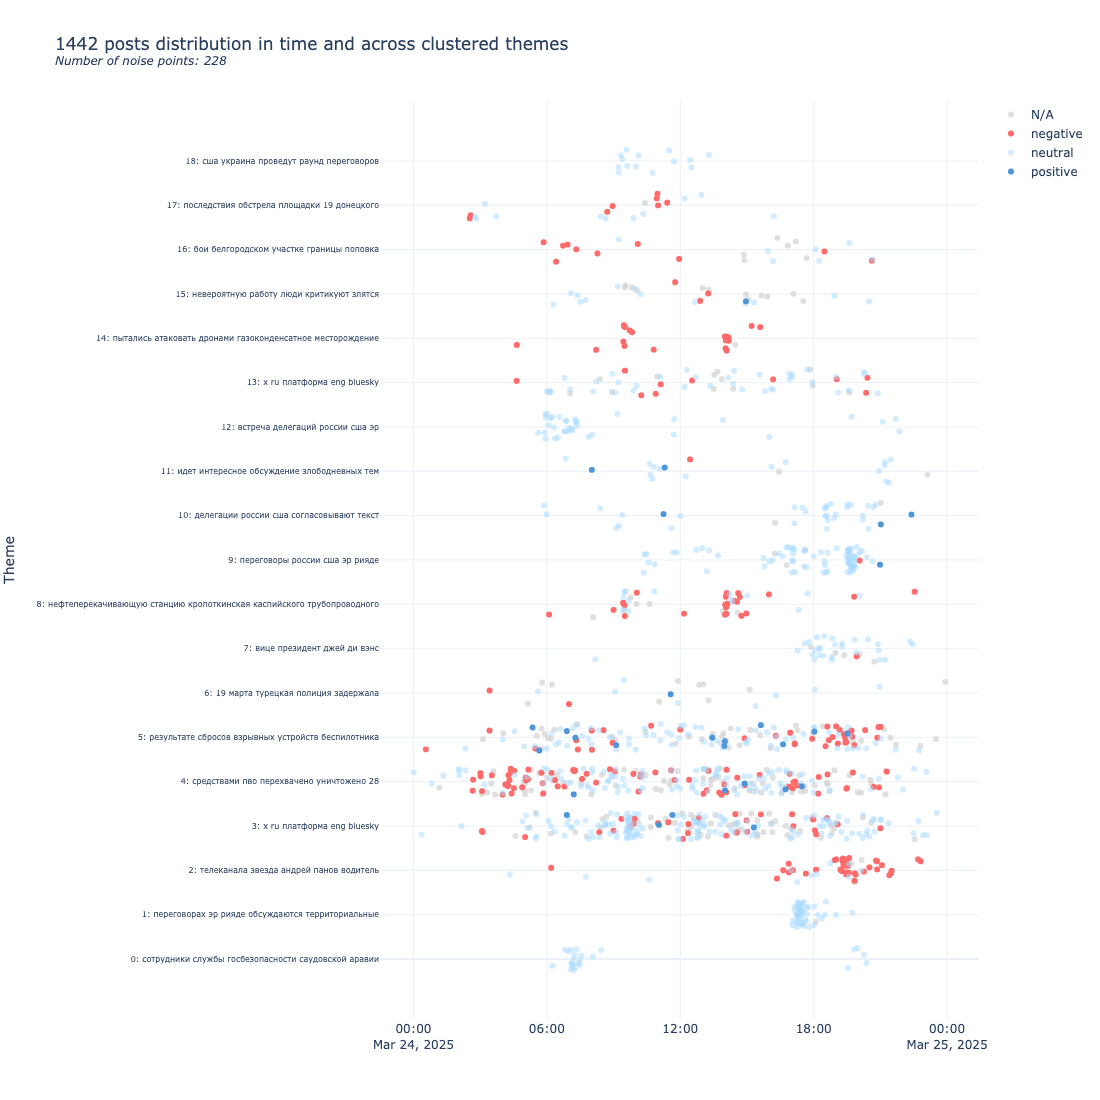 1442 posts distribution in time and across clustered themes
Number of noise points: 228
N/A
negative
neutral
positive
18: сша украина проведут раунд переговоров
17: последствия обстрела площадки 19 донецкого
16: бои белгородском участке границы поповка
15: невероятную работу люди критикуют злятся
14: пытались атаковать дронами газоконденсатное месторождение
13: x ru платформа eng bluesky
12: встреча делегаций россии сша эр
11: идет интересное обсуждение злободневных тем
10: делегации россии сша согласовывают текст
9: переговоры россии сша эр рияде
8: нефтеперекачивающую станцию кропоткинская каспийского трубопроводного
7: вице президент джей ди вэнс
6: 19 марта турецкая полиция задержала
5: результате сбросов взрывных устройств беспилотника
4: средствами пво перехвачено уничтожено 28
3: x ru платформа eng bluesky
2: телеканала звезда андрей панов водитель
1: переговорах эр рияде обсуждаются территориальные
0: сотрудники службы госбезопасности саудовской аравии
Theme
00:00
06:00
12:00
18:00
00:00
Mar 24, 2025
Mar 25, 2025